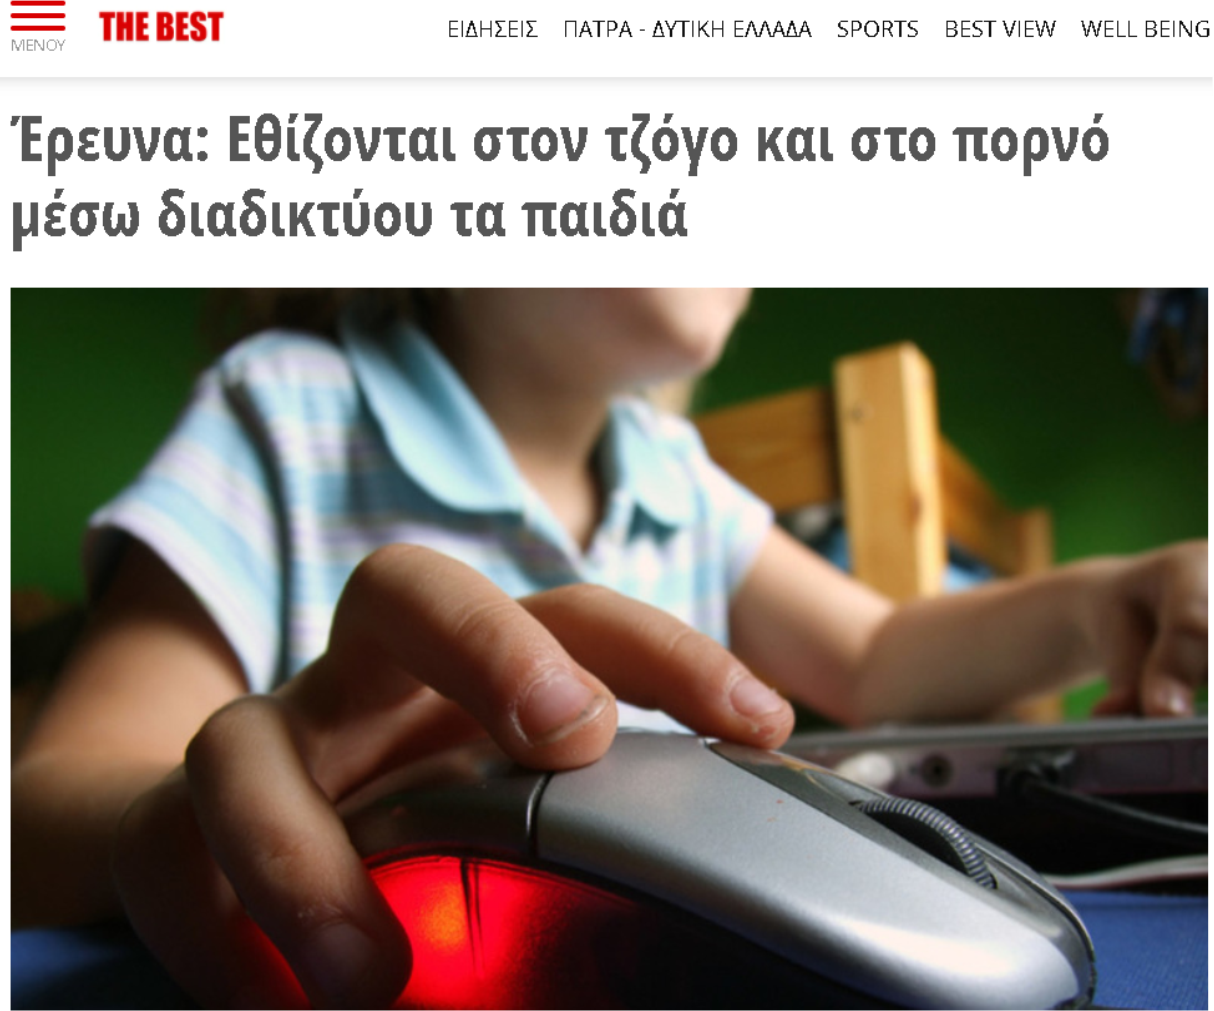 ΜΕΝΟΥ
THE BEST
ΕΙΔΗΣΕΙΣ ΠΑΤΡΑ - ΔΥΤΙΚΗ ΕΛΛΑΔΑ SPORTS BEST VIEW WELL BEING
Έρευνα: Εθίζονται στον τζόγο και στο πορνό
μέσω διαδικτύου τα παιδιά